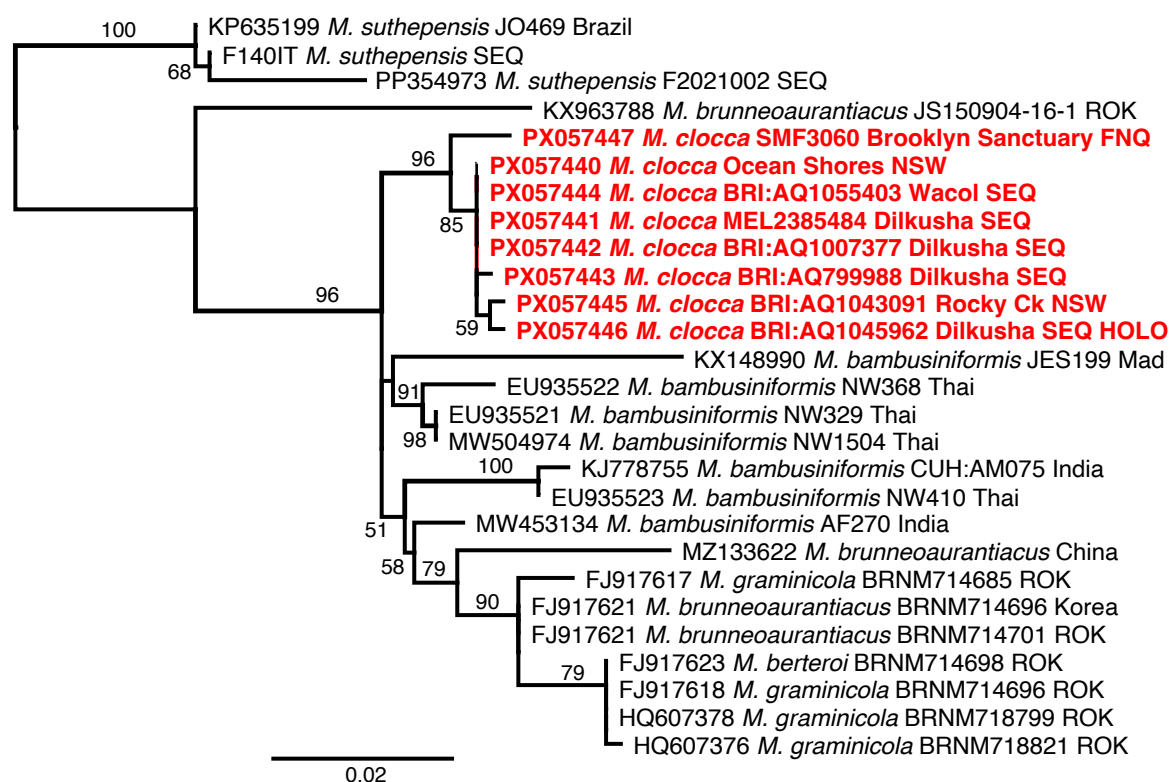 100
KP635199 M. suthepensis JO469 Brazil
F140IT M. suthepensis SEQ
68
PP354973 M. suthepensis F2021002 SEQ
KX963788 M. brunneoaurantiacus JS150904-16-1 ROK
PX057447 M. clocca SMF3060 Brooklyn Sanctuary FNQ
96
PX057440 M. clocca Ocean Shores NSW
PX057444 M. clocca BRI:AQ1055403 Wacol SEQ
PX057441 M. clocca MEL2385484 Dilkusha SEQ
85
PX057442 M. clocca BRI:AQ1007377 Dilkusha SEQ
PX057443 M. clocca BRI:AQ799988 Dilkusha SEQ
96
PX057445 M. clocca BRI:AQ1043091 Rocky Ck NSW
59
PX057446 M. clocca BRI:AQ1045962 Dilkusha SEQ HOLO
KX148990 M. bambusiniformis JES199 Mad
91
EU935522 M. bambusiniformis NW368 Thai
EU935521 M. bambusiniformis NW329 Thai
98
MW504974 M. bambusiniformis NW1504 Thai
100
KJ778755 M. bambusiniformis CUH:AM075 India
EU935523 M. bambusiniformis NW410 Thai
51
MW453134 M. bambusiniformis AF270 India
58
79
MZ133622 M. brunneoaurantiacus China
FJ917617 M. graminicola BRNM714685 ROK
90
FJ917621 M. brunneoaurantiacus BRNM714696 Korea
FJ917621 M. brunneoaurantiacus BRNM714701 ROK
79
FJ917623 M. berteroi BRNM714698 ROK
FJ917618 M. graminicola BRNM714696 ROK
HQ607378 M. graminicola BRNM718799 ROK
HQ607376 M. graminicola BRNM718821 ROK
0.02